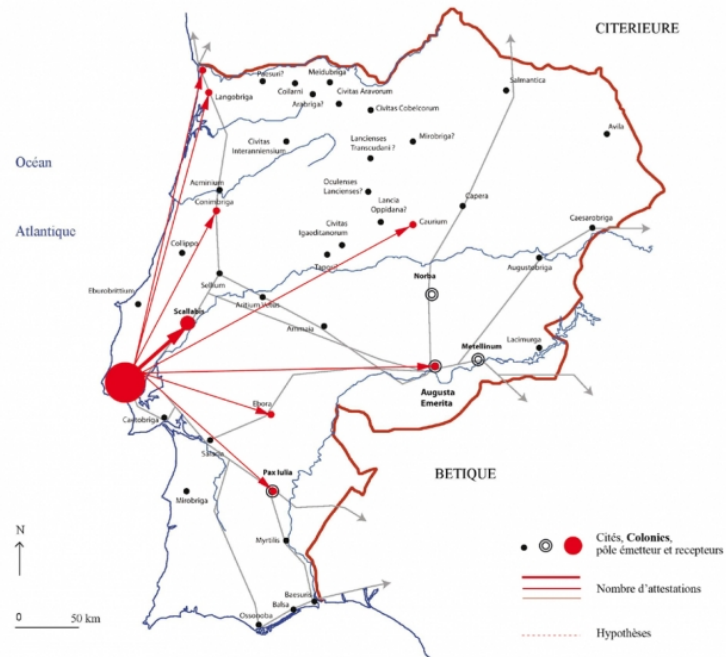 CITERIEURE
Paesuri?
Meidubriga?
Coilarni
Civitas Aravorum
Langobriga
Arabriga?
Civitas Cobelcorum
Salmantica
Avila
Civitas
Interanniensium
Lancienses
Transcudani ?
Mirobriga?
Océan
Oculenses
Lancienses?
Aeminium
Conimbriga
Lancia
Oppidana?
Capera
Atlantique
Civitas
Igaeditanorum
Caurium
Caesarobriga
Collippo
Augustobriga
Sellium
Norba
Eburobrittium
Aritium Vetus
Scallabis
Ammaia
Lacimurga
Metellinum
Augusta
Emerita
Ebora
Caetobriga
Salacia
Pax Iulia
BETIQUE
Mirobriga
Myrtilis
Baesuris
Balsa
Ossonoba
N
0 50 km
Cités, Colonies,
pôle émetteur et recepteurs
Nombre d'attestations
Hypothèses